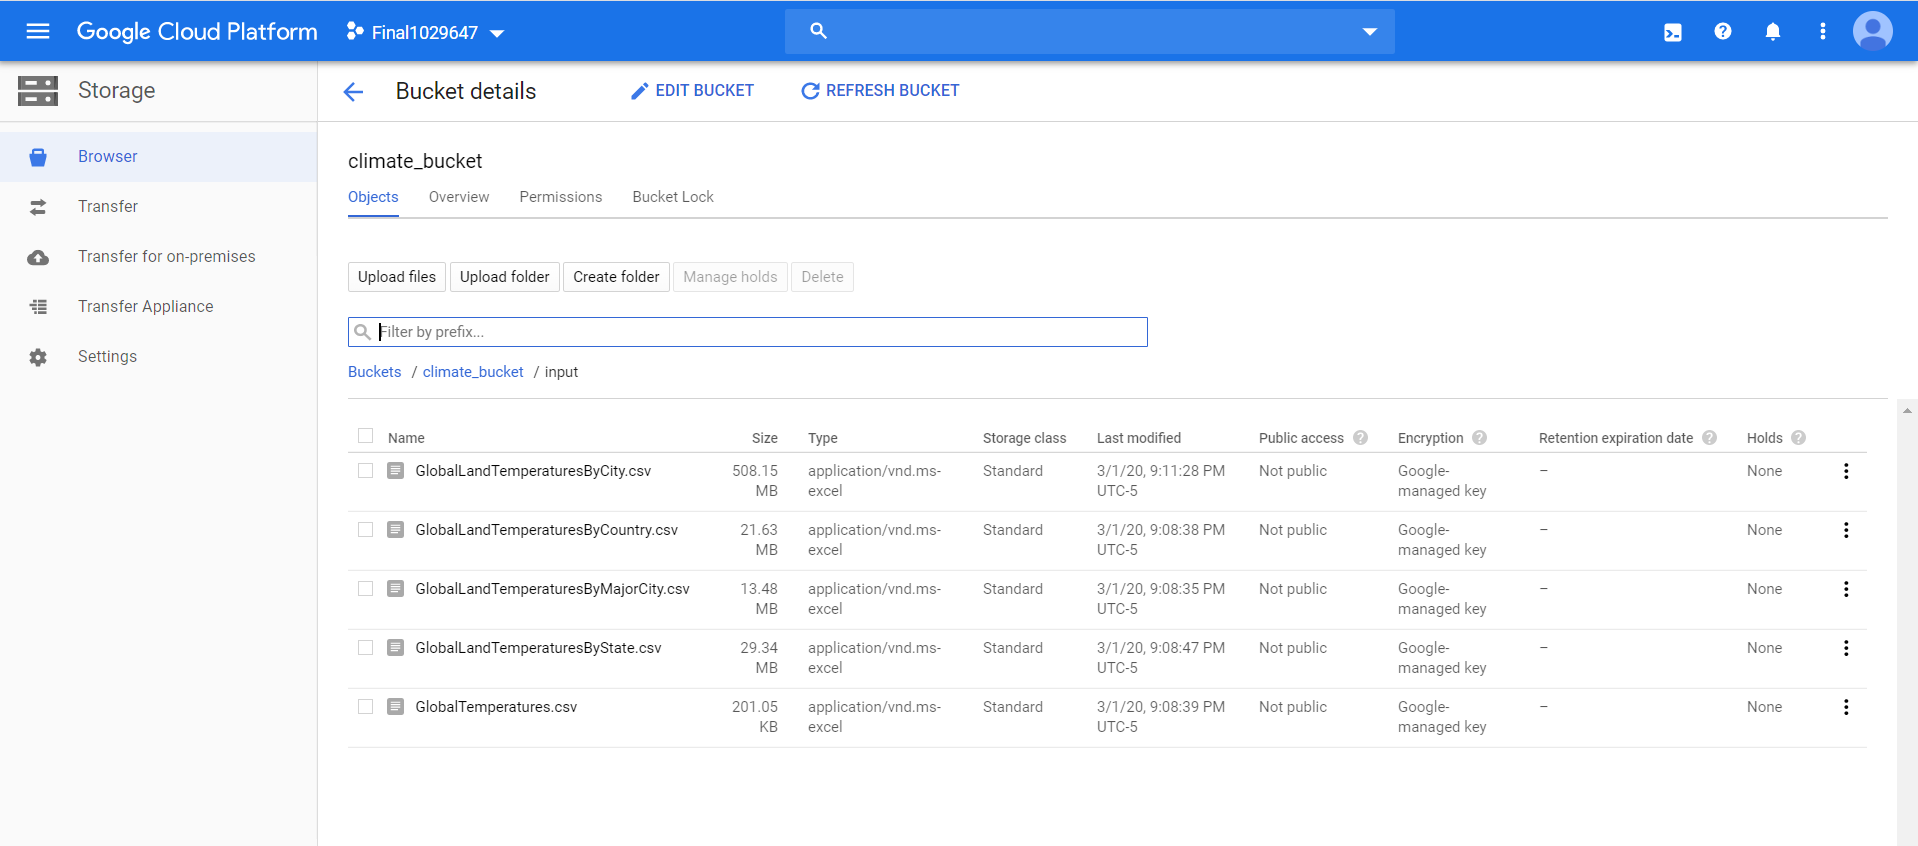 Google Cloud Platform
Final1029647
Storage
Bucket details
EDIT BUCKET
REFRESH BUCKET
Browser
Transfer
Transfer for on-premises
Transfer Appliance
Settings
climate_bucket
Objects Overview Permissions Bucket Lock
Upload files Upload folder Create folder Manage holds Delete
Filter by prefix...
Buckets / climate_bucket / input
Name Size Type Storage class Last modified Public access Encryption Retention expiration date Holds
GlobalLandTemperaturesByCity.csv 508.15 application/vnd.ms- Standard 3/1/20, 9:11:28 PM Not public Google- – None
MB excel UTC-5 managed key
GlobalLandTemperaturesByCountry.csv 21.63 application/vnd.ms- Standard 3/1/20, 9:08:38 PM Not public Google- – None
MB excel UTC-5 managed key
GlobalLandTemperaturesByMajorCity.csv 13.48 application/vnd.ms- Standard 3/1/20, 9:08:35 PM Not public Google- – None
MB excel UTC-5 managed key
GlobalLandTemperaturesByState.csv 29.34 application/vnd.ms- Standard 3/1/20, 9:08:47 PM Not public Google- – None
MB excel UTC-5 managed key
GlobalTemperatures.csv 201.05 application/vnd.ms- Standard 3/1/20, 9:08:39 PM Not public Google- – None
KB excel UTC-5 managed key